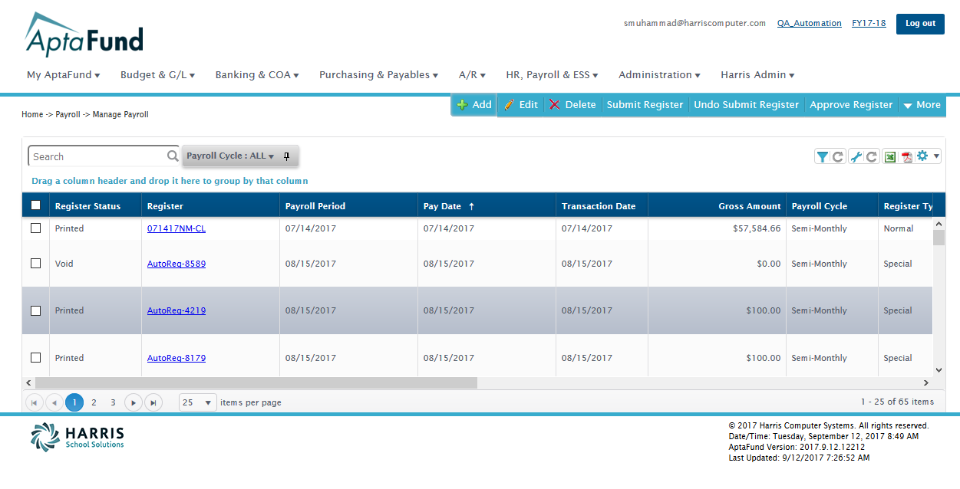 AptaFund
smuhammad@harriscomputer.com QA_Automation FY17-18 Log out
My AptaFund Budget & G/L Banking & COA Purchasing & Payables A/R HR, Payroll & ESS Administration Harris Admin
Add Edit Delete Submit Register Undo Submit Register Approve Register More
Home -> Payroll -> Manage Payroll
Search Payroll Cycle : ALL
Drag a column header and drop it here to group by that column
Register Status Register Payroll Period Pay Date ↑ Transaction Date Gross Amount Payroll Cycle Register Ty
Printed 071417NM-CL 07/14/2017 07/14/2017 07/14/2017 $57,584.66 Semi-Monthly Normal
Void AutoReg-8589 08/15/2017 08/15/2017 08/15/2017 $0.00 Semi-Monthly Special
Printed AutoReg-4219 08/15/2017 08/15/2017 08/15/2017 $100.00 Semi-Monthly Special
Printed AutoReg-8179 08/15/2017 08/15/2017 08/15/2017 $100.00 Semi-Monthly Special
1 2 3 25 items per page 1 - 25 of 65 items
HARRIS
School Solutions
© 2017 Harris Computer Systems. All rights reserved.
Date/Time: Tuesday, September 12, 2017 8:49 AM
AptaFund Version: 2017.9.12.12212
Last Updated: 9/12/2017 7:26:52 AM